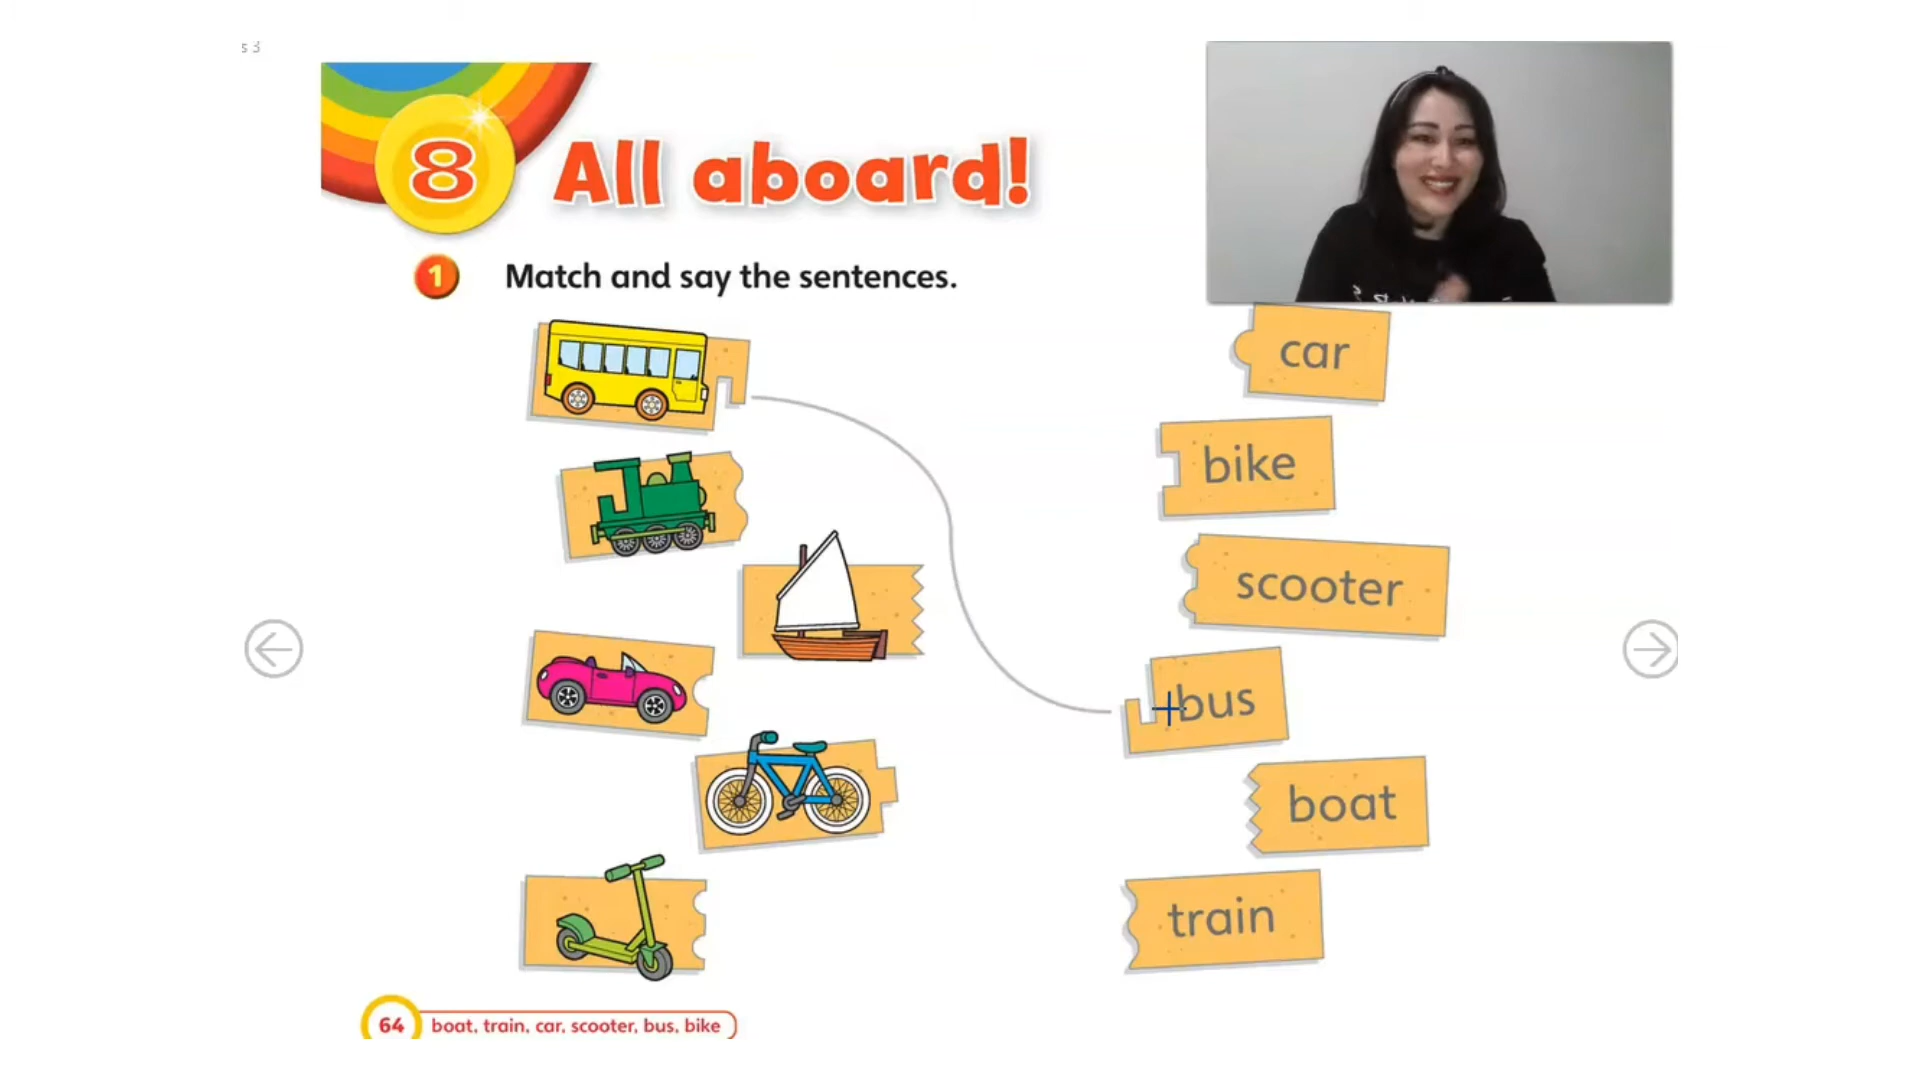 s 3
8 All aboard!
1 Match and say the sentences.
car
bike
scooter
bus
boat
train
64 boat, train, car, scooter, bus, bike